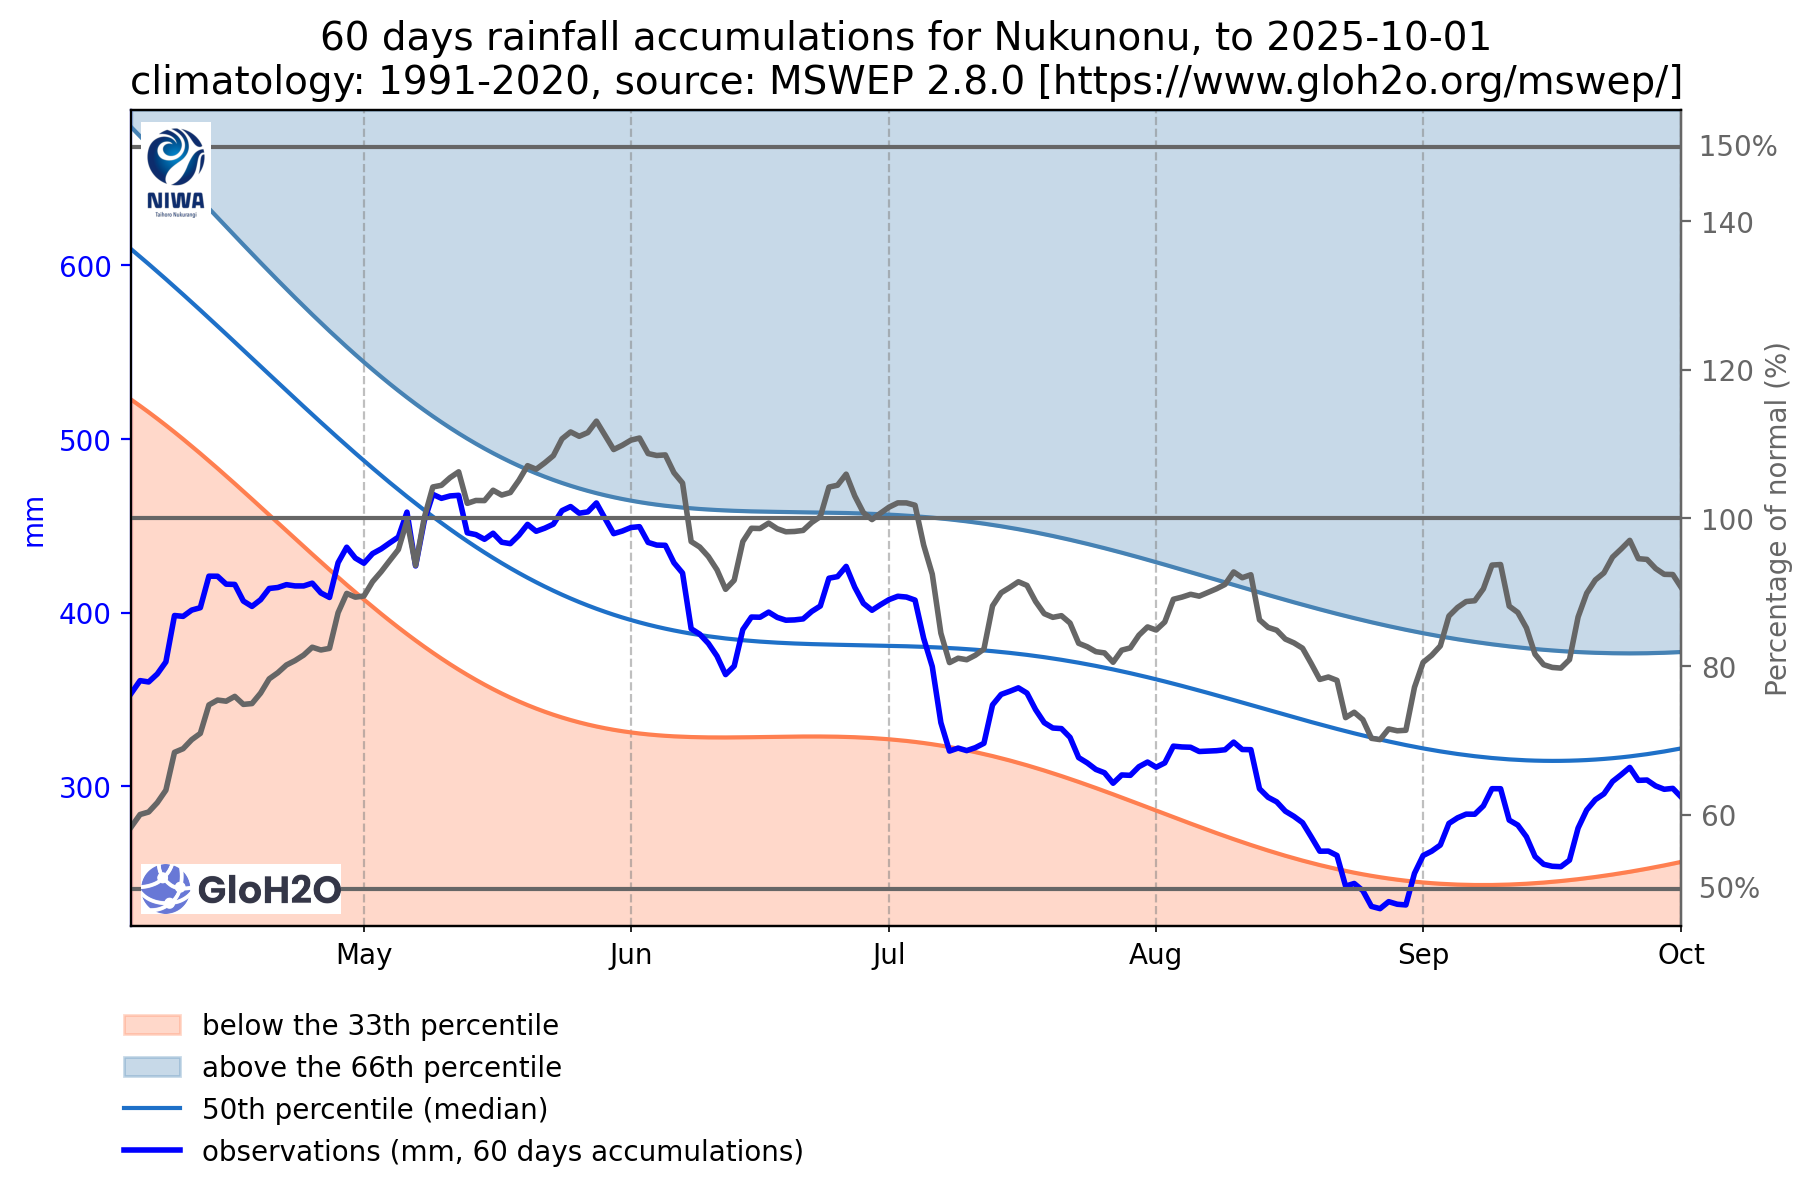 60 days rainfall accumulations for Nukunonu, to 2025-10-01
climatology: 1991-2020, source: MSWEP 2.8.0 [https://www.gloh2o.org/mswep/]
NIWA
Taihoro Nukurangi
600
500
400
300
mm
150%
140
120
100
80
60
50%
Percentage of normal (%)
GloH2O
May
Jun
Jul
Aug
Sep
Oct
below the 33th percentile
above the 66th percentile
50th percentile (median)
observations (mm, 60 days accumulations)